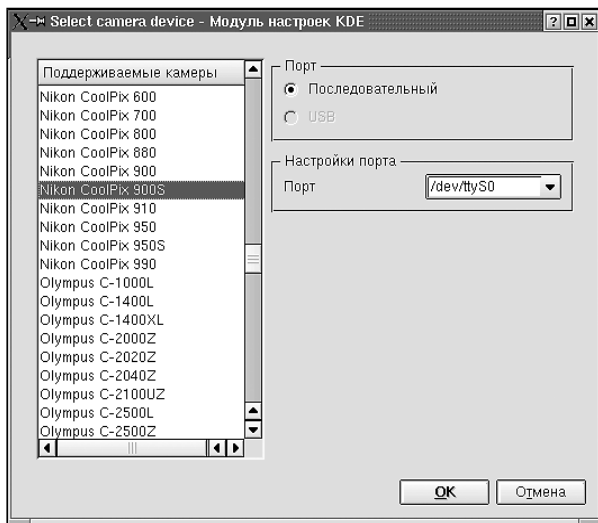 Select camera device - Модуль настроек KDE
Поддерживаемые камеры
Nikon CoolPix 600
Nikon CoolPix 700
Nikon CoolPix 800
Nikon CoolPix 880
Nikon CoolPix 900
Nikon CoolPix 900S
Nikon CoolPix 910
Nikon CoolPix 950
Nikon CoolPix 950S
Nikon CoolPix 990
Olympus C-1000L
Olympus C-1400L
Olympus C-1400XL
Olympus C-2000Z
Olympus C-2020Z
Olympus C-2040Z
Olympus C-2100UZ
Olympus C-2500L
Olympus C-2500Z
Порт
Последовательный
USB
Настройки порта
Порт /dev/ttyS0
OK Отмена